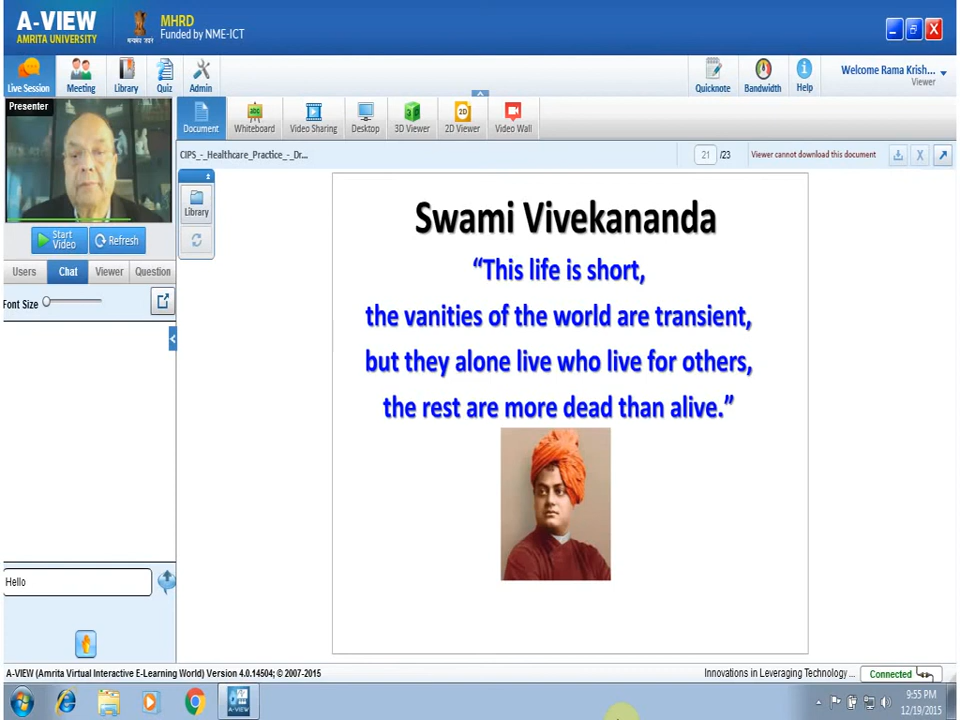 A-VIEW
AMRITA UNIVERSITY
MHRD
Funded by NME-ICT
Live Session
Meeting
Library
Quiz
Admin
Quicknote
Bandwidth
Help
Welcome Rama Krish...
Viewer
Presenter
Document
Whiteboard
Video Sharing
Desktop
3D Viewer
2D Viewer
Video Wall
CIPS_-_Healthcare_Practice_-_Dr...
21 /23
Viewer cannot download this document
Library
Start Video
Refresh
Users
Chat
Viewer
Question
Font Size
Swami Vivekananda
“This life is short,
the vanities of the world are transient,
but they alone live who live for others,
the rest are more dead than alive.”
Hello
A-VIEW (Amrita Virtual Interactive E-Learning World) Version 4.0.14504; © 2007-2015
Innovations in Leveraging Technology ...
Connected
A-VIEW
9:55 PM
12/19/2015